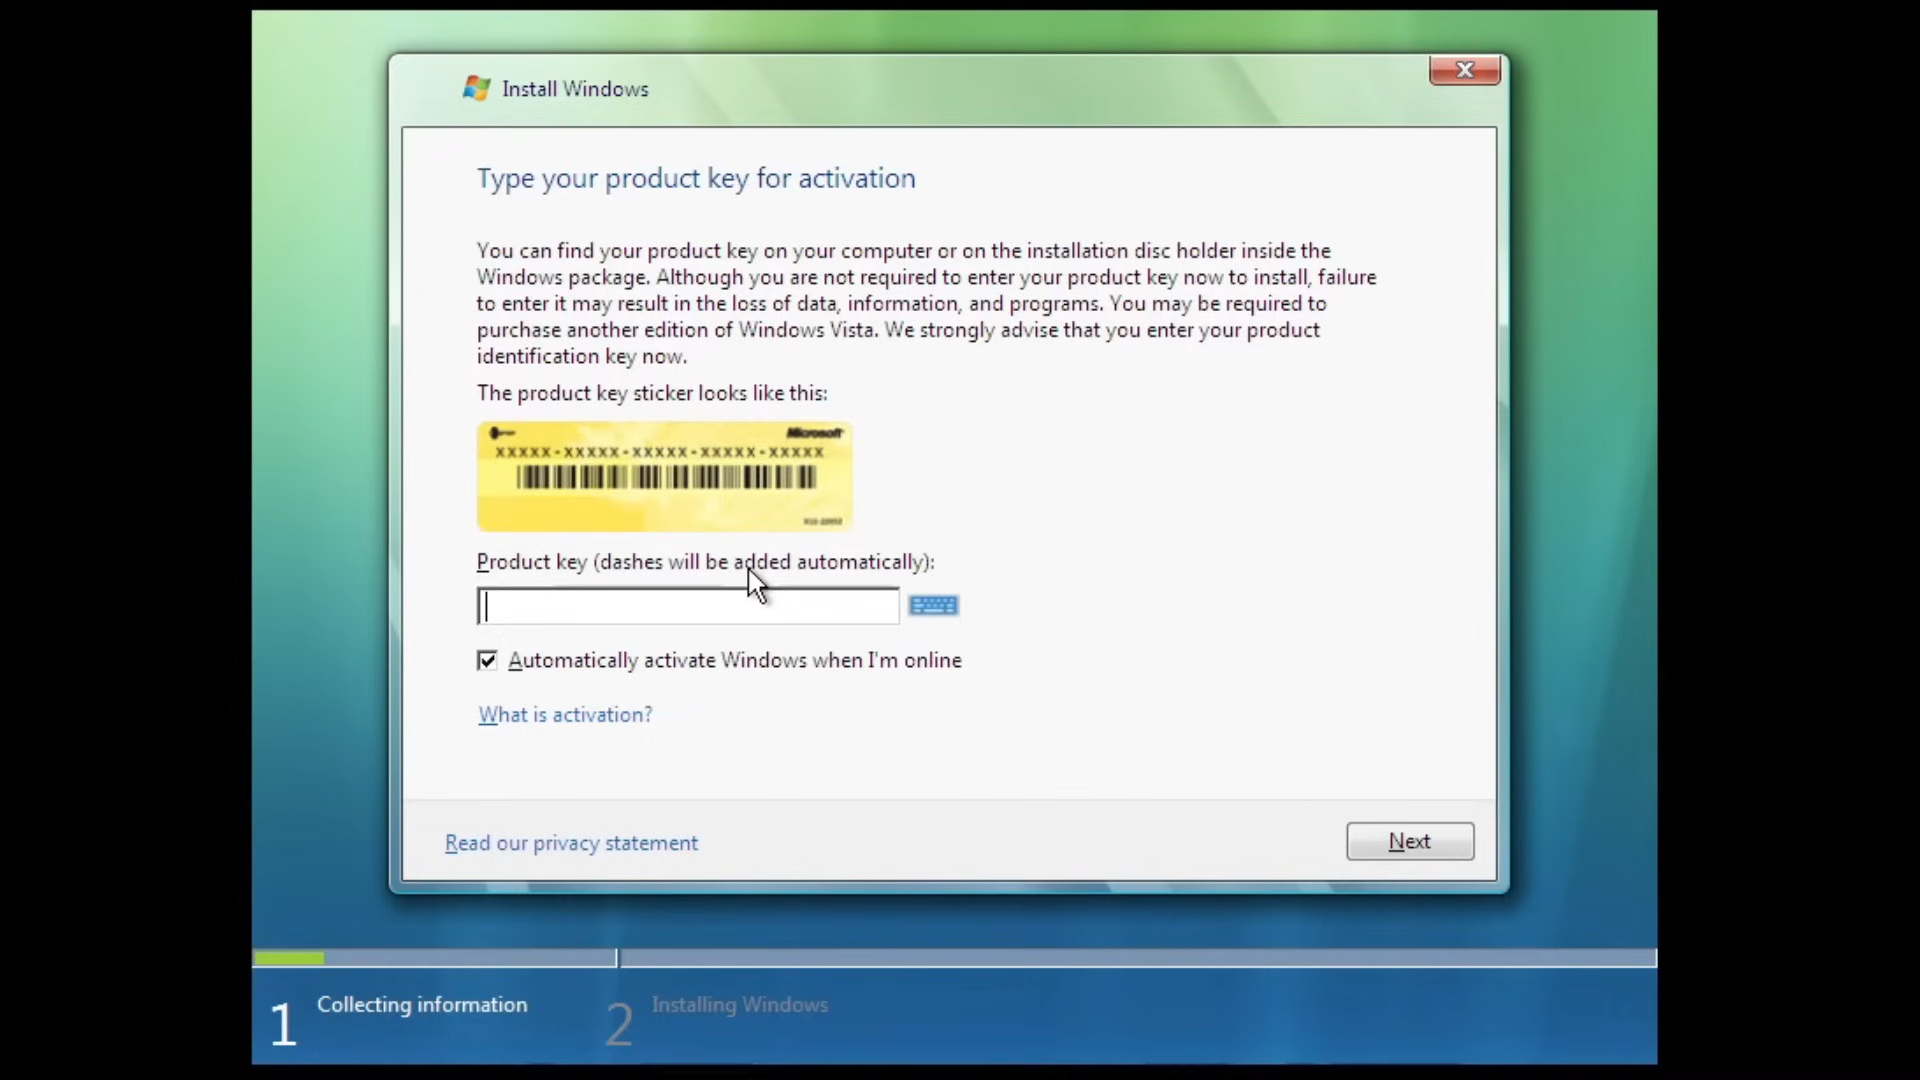 Install Windows
Type your product key for activation
You can find your product key on your computer or on the installation disc holder inside the
Windows package. Although you are not required to enter your product key now to install, failure
to enter it may result in the loss of data, information, and programs. You may be required to
purchase another edition of Windows Vista. We strongly advise that you enter your product
identification key now.
The product key sticker looks like this:
Microsoft
XXXXX-XXXXX-XXXXX-XXXXX-XXXXX
Product key (dashes will be added automatically):
Automatically activate Windows when I'm online
What is activation?
Read our privacy statement
Next
1 Collecting information
2 Installing Windows